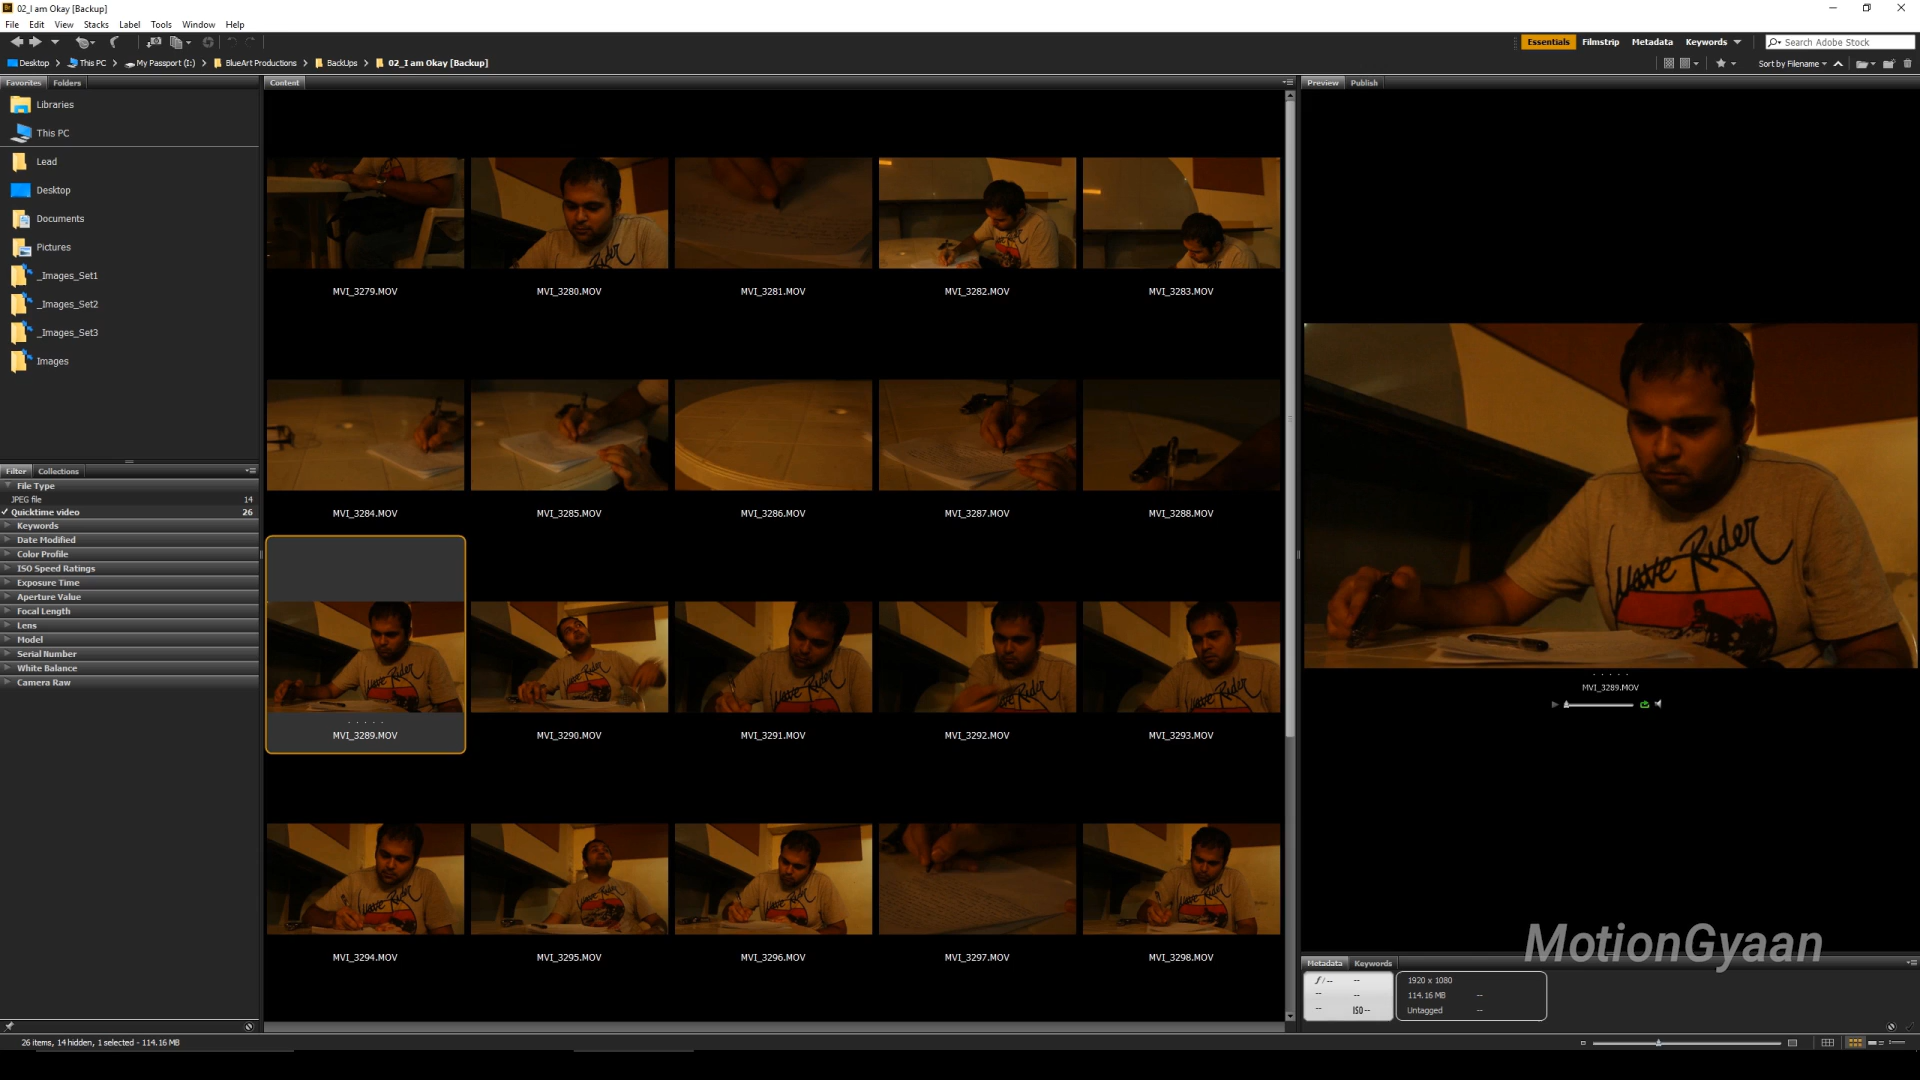 02_I am Okay [Backup]
File Edit View Stacks Label Tools Window Help
Essentials Filmstrip Metadata Keywords Search Adobe Stock
Desktop This PC My Passport (I:) BlueArt Productions BackUps 02_I am Okay [Backup]
Sort by Filename
Favorites Folders
Libraries
This PC
Lead
Desktop
Documents
Pictures
_Images_Set1
_Images_Set2
_Images_Set3
Images
Filter Collections
File Type
JPEG file 14
Quicktime video 26
Keywords
Date Modified
Color Profile
ISO Speed Ratings
Exposure Time
Aperture Value
Focal Length
Lens
Model
Serial Number
White Balance
Camera Raw
Content
MVI_3279.MOV MVI_3280.MOV MVI_3281.MOV MVI_3282.MOV MVI_3283.MOV
MVI_3284.MOV MVI_3285.MOV MVI_3286.MOV MVI_3287.MOV MVI_3288.MOV
MVI_3289.MOV MVI_3290.MOV MVI_3291.MOV MVI_3292.MOV MVI_3293.MOV
MVI_3294.MOV MVI_3295.MOV MVI_3296.MOV MVI_3297.MOV MVI_3298.MOV
Preview Publish
Wave Rider
MVI_3289.MOV
MotionGyaan
Metadata Keywords
f/-- --
-- --
-- ISO --
1920 x 1080
114.16 MB --
Untagged --
26 items, 14 hidden, 1 selected - 114.16 MB